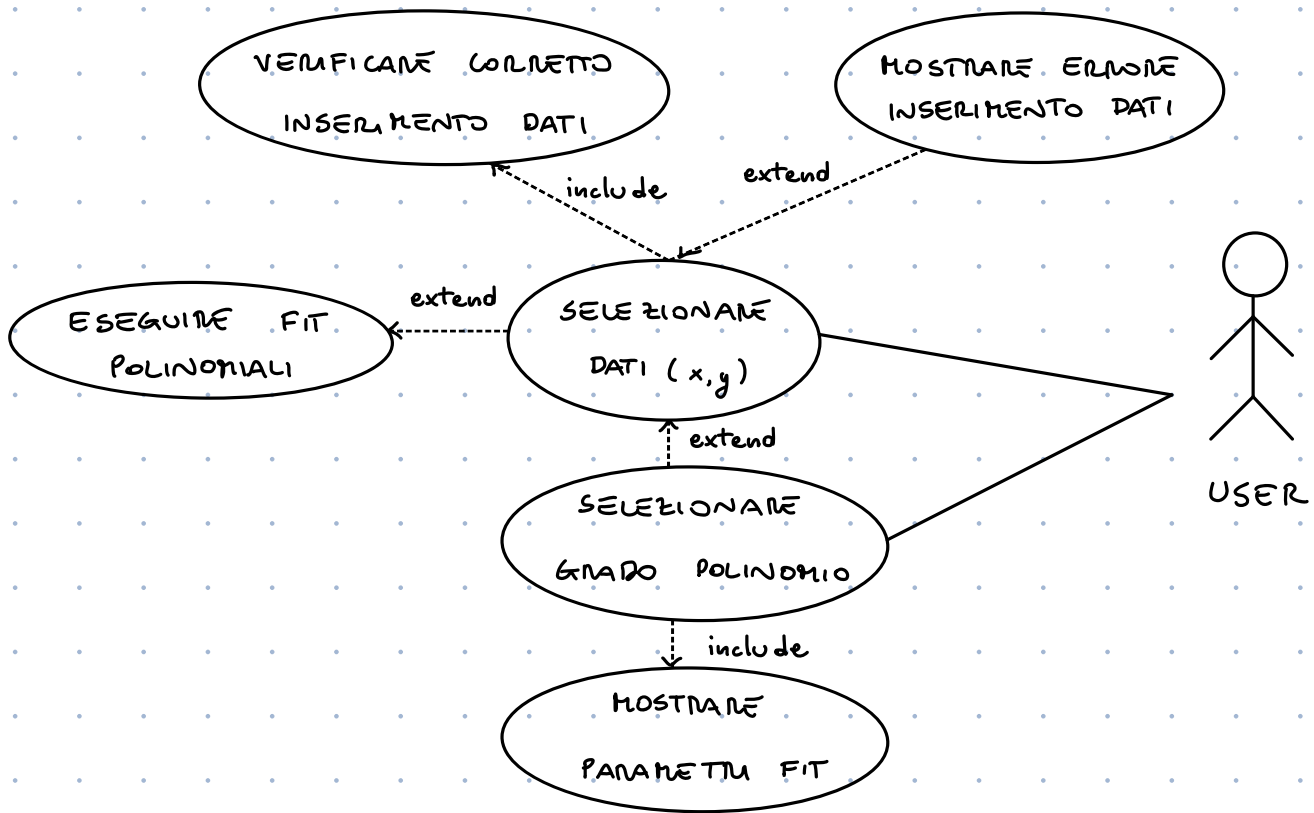 VERIFICARE CORRETTO
INSERIMENTO DATI
MOSTRARE ERRORE
INSERIMENTO DATI
include
extend
ESEGUIRE FIT
POLINOMIALI
extend
SELEZIONARE
DATI (x,y)
extend
USER
SELEZIONARE
GRADO POLINOMIO
include
MOSTRARE
PARAMETRI FIT